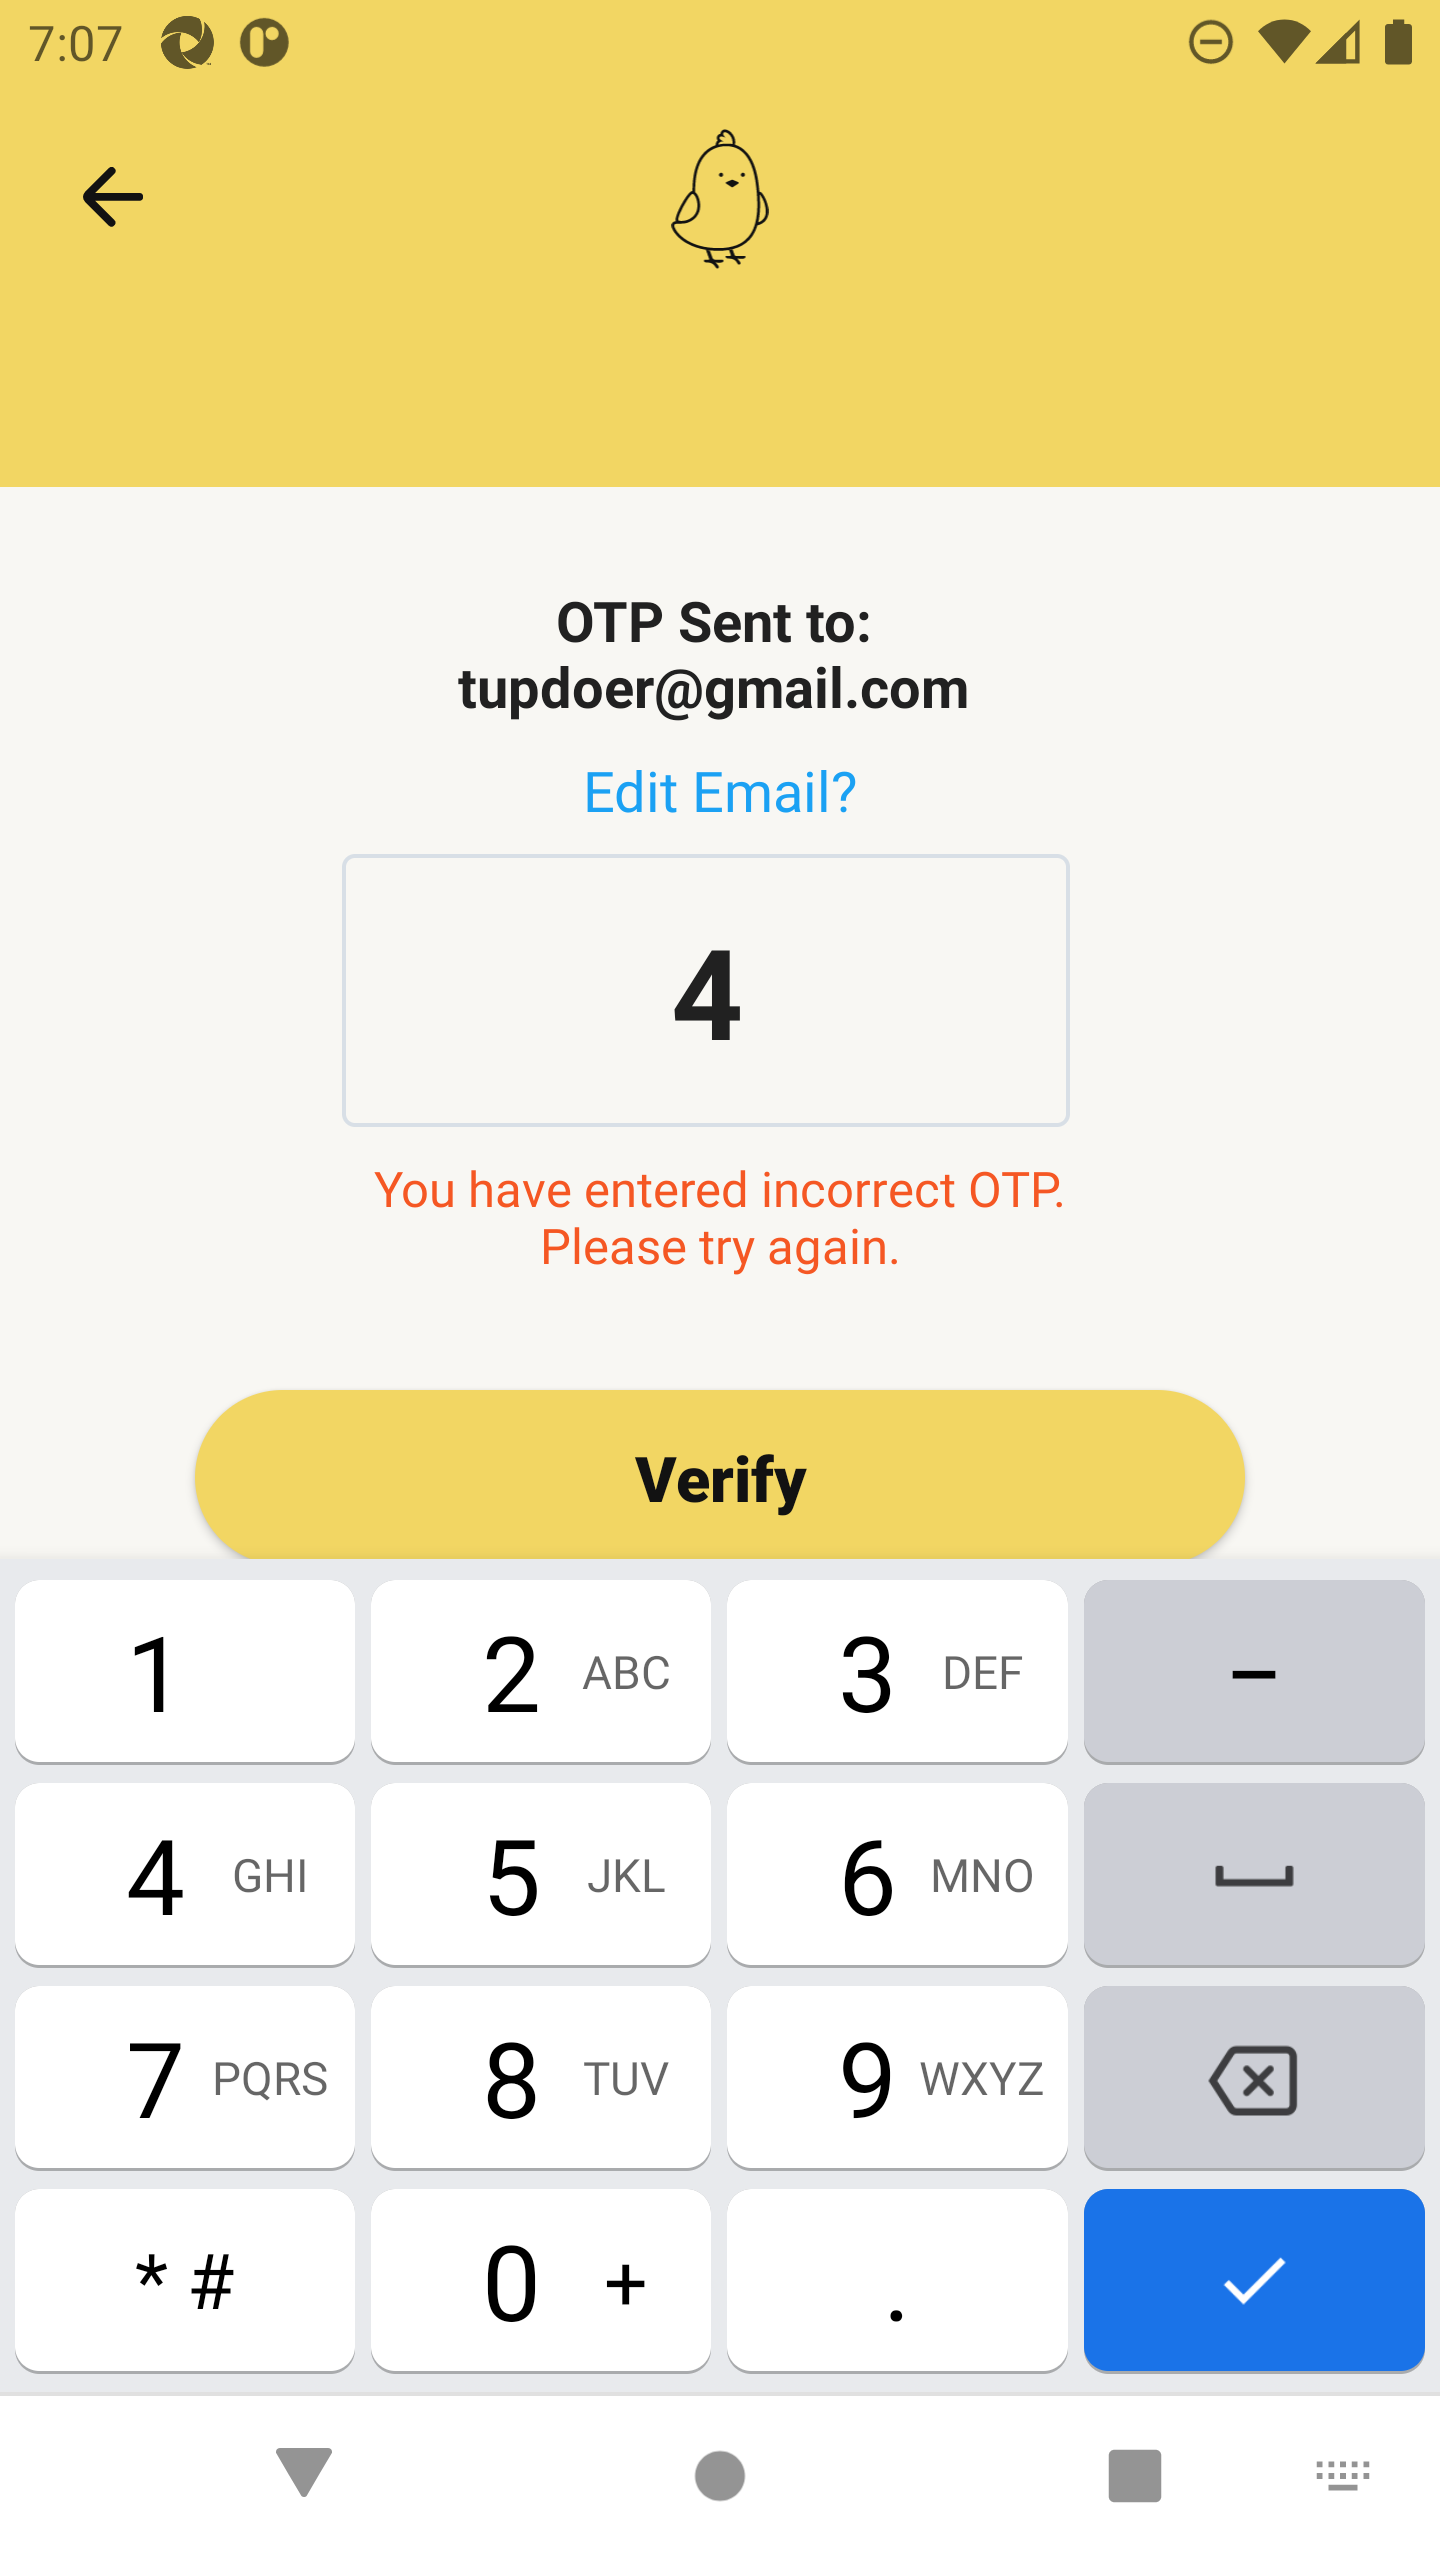 7:07
OTP Sent to:
tupdoer@gmail.com
Edit Email?
4
You have entered incorrect OTP.
Please try again.
Verify
1
2 ABC
3 DEF
–
4 GHI
5 JKL
6 MNO
7 PQRS
8 TUV
9 WXYZ
* #
0 +
.